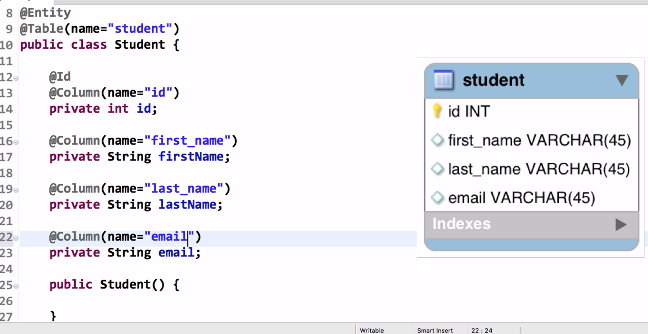 8 @Entity
9 @Table(name="student")
10 public class Student {
11
12 @Id
13 @Column(name="id")
14 private int id;
15
16 @Column(name="first_name")
17 private String firstName;
18
19 @Column(name="last_name")
20 private String lastName;
21
22 @Column(name="email")
23 private String email;
24
25 public Student() {
26
27 }
student
id INT
first_name VARCHAR(45)
last_name VARCHAR(45)
email VARCHAR(45)
Indexes
Writable Smart Insert 22 : 24